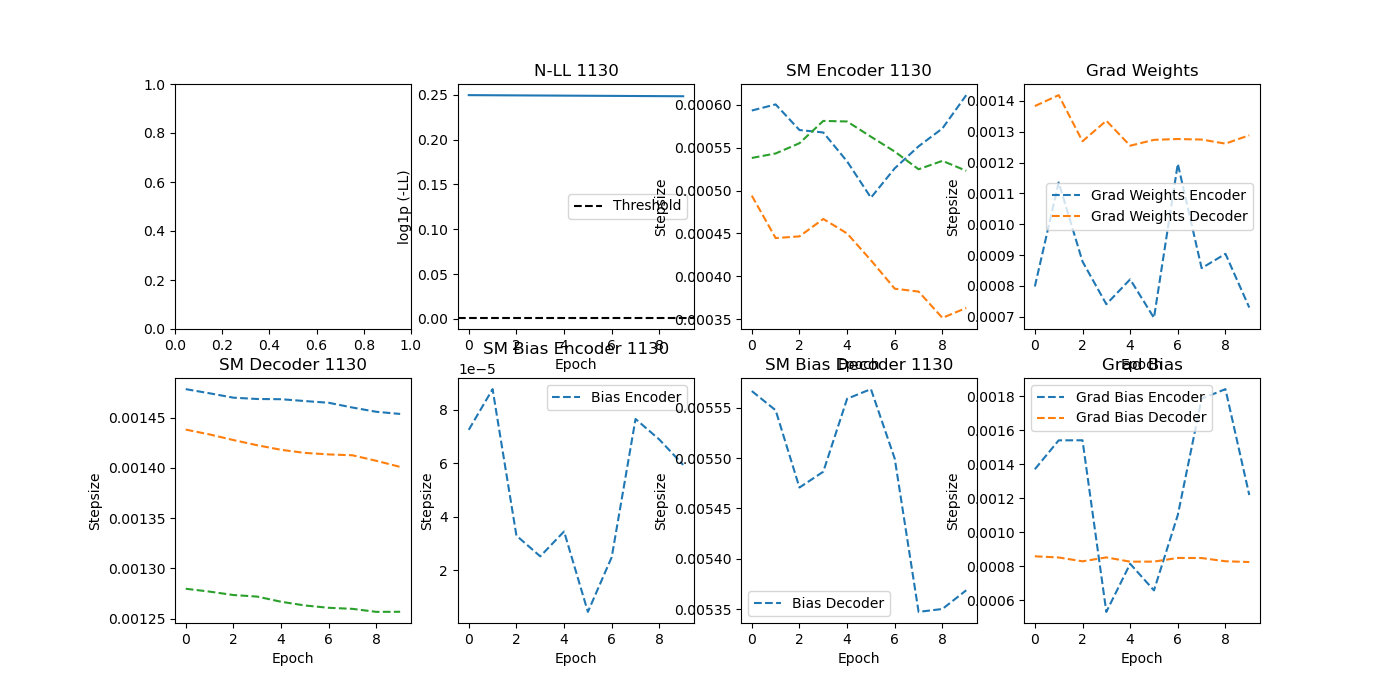 N-LL 1130
SM Encoder 1130
Grad Weights
1.0
0.8
0.6
0.4
0.2
0.0
0.0 0.2 0.4 0.6 0.8 1.0
log1p (-LL)
0.25
0.20
0.15
0.10
0.05
0.00
Threshold
0 2 4 6 8
Epoch
Stepsize
0.00060
0.00055
0.00050
0.00045
0.00040
0.00035
0 2 4 6 8
Epoch
Stepsize
0.0014
0.0013
0.0012
0.0011
0.0010
0.0009
0.0008
0.0007
Grad Weights Encoder
Grad Weights Decoder
0 2 4 6 8
Epoch
SM Decoder 1130
SM Bias Encoder 1130
SM Bias Decoder 1130
Grad Bias
Stepsize
0.00145
0.00140
0.00135
0.00130
0.00125
0 2 4 6 8
Epoch
1e−5
Stepsize
8
6
4
2
Bias Encoder
0 2 4 6 8
Epoch
Stepsize
0.00555
0.00550
0.00545
0.00540
0.00535
Bias Decoder
0 2 4 6 8
Epoch
Stepsize
0.0018
0.0016
0.0014
0.0012
0.0010
0.0008
0.0006
Grad Bias Encoder
Grad Bias Decoder
0 2 4 6 8
Epoch